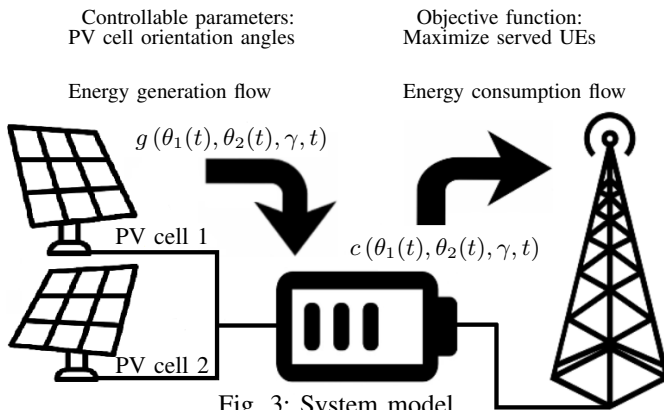 Controllable parameters:
PV cell orientation angles
Objective function:
Maximize served UEs
Energy generation flow
Energy consumption flow
g (θ₁(t), θ₂(t), γ, t)
PV cell 1
c (θ₁(t), θ₂(t), γ, t)
PV cell 2
Fig. 3: System model